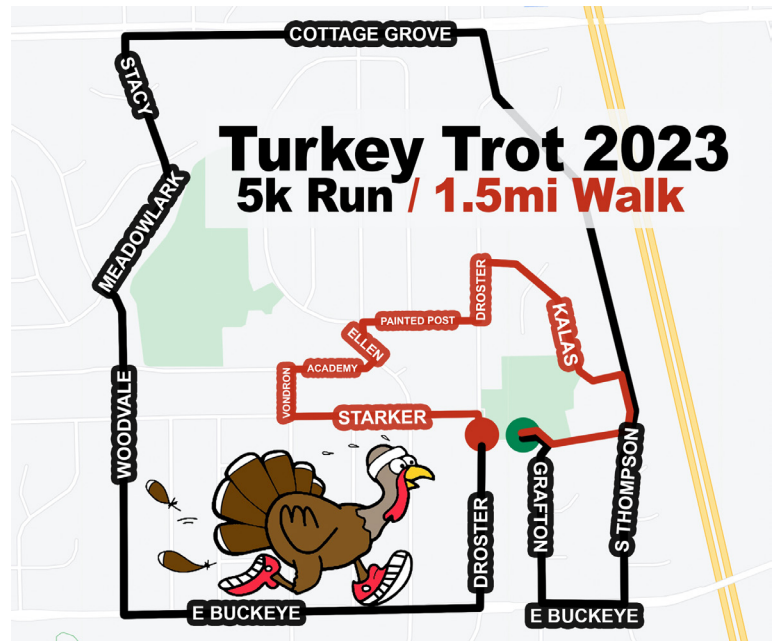 COTTAGE GROVE
STACY
Turkey Trot 2023
5k Run / 1.5mi Walk
MEADOWLARK
DROSTER
KALAS
PAINTED POST
ELLEN
ACADEMY
VONDRON
WOODVALE
STARKER
GRAFTON
S THOMPSON
DROSTER
E BUCKEYE
E BUCKEYE